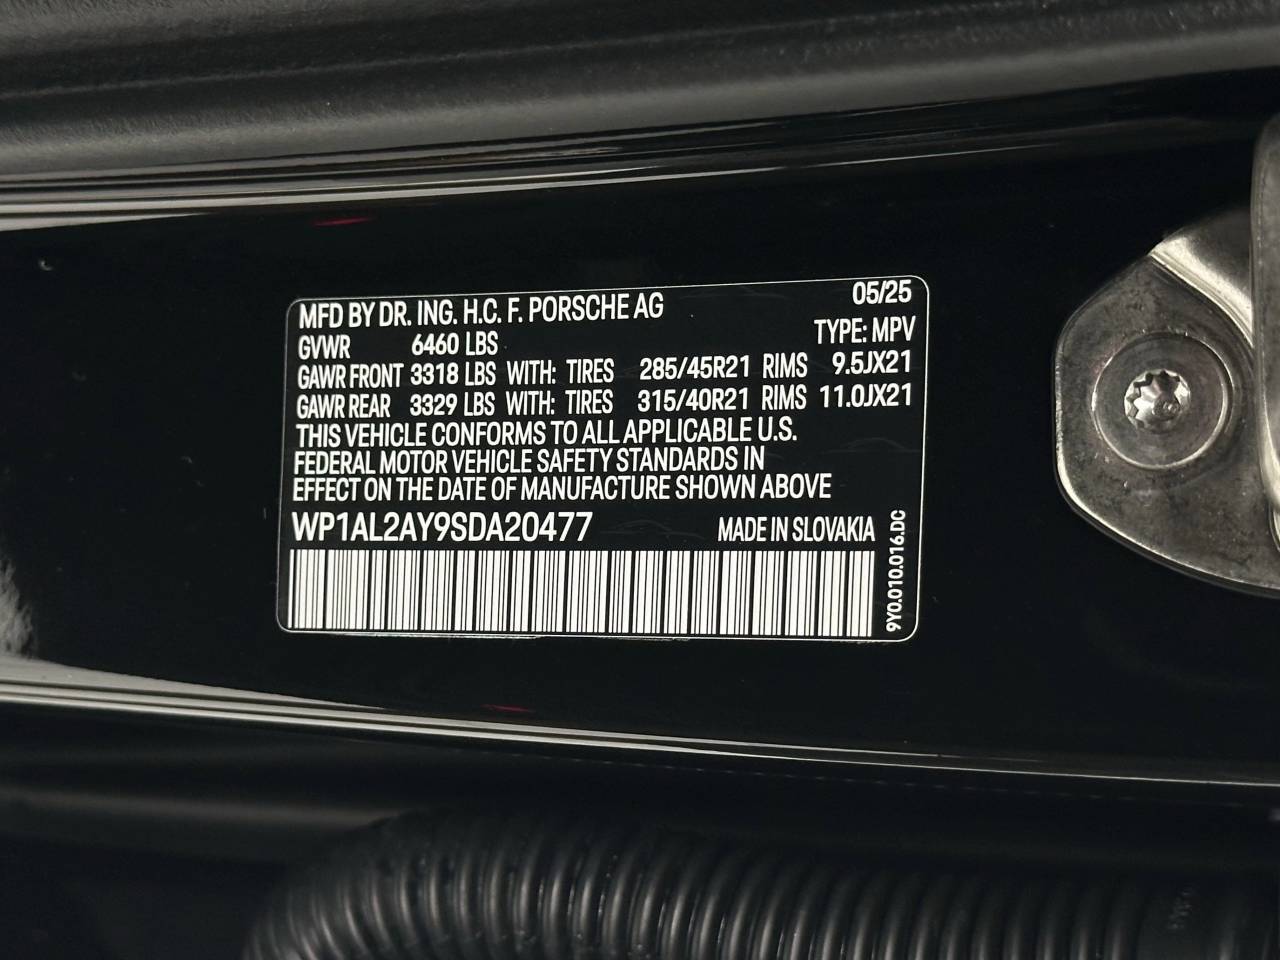 MFD BY DR. ING. H.C. F. PORSCHE AG 05/25
GVWR 6460 LBS TYPE: MPV
GAWR FRONT 3318 LBS WITH: TIRES 285/45R21 RIMS 9.5JX21
GAWR REAR 3329 LBS WITH: TIRES 315/40R21 RIMS 11.0JX21
THIS VEHICLE CONFORMS TO ALL APPLICABLE U.S.
FEDERAL MOTOR VEHICLE SAFETY STANDARDS IN
EFFECT ON THE DATE OF MANUFACTURE SHOWN ABOVE
WP1AL2AY9SDA20477 MADE IN SLOVAKIA
9Y0.010.016.DC